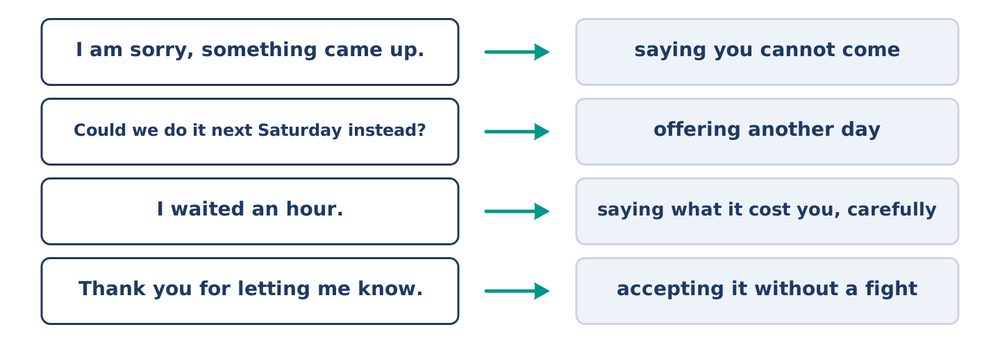 I am sorry, something came up.
saying you cannot come
Could we do it next Saturday instead?
offering another day
I waited an hour.
saying what it cost you, carefully
Thank you for letting me know.
accepting it without a fight